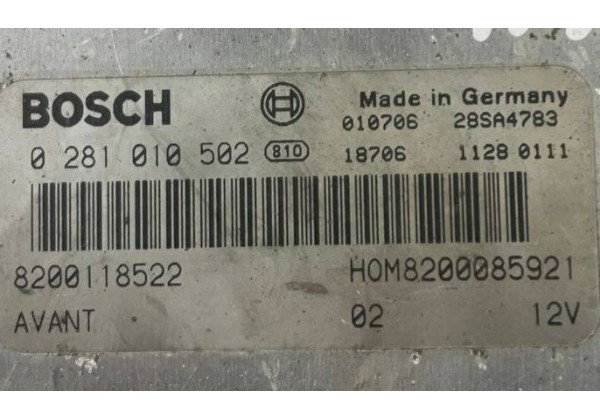 BOSCH Made in Germany
010706 28SA4783
0 281 010 502 810 18706 1128 0111
8200118522 HOM8200085921
AVANT 02 12V